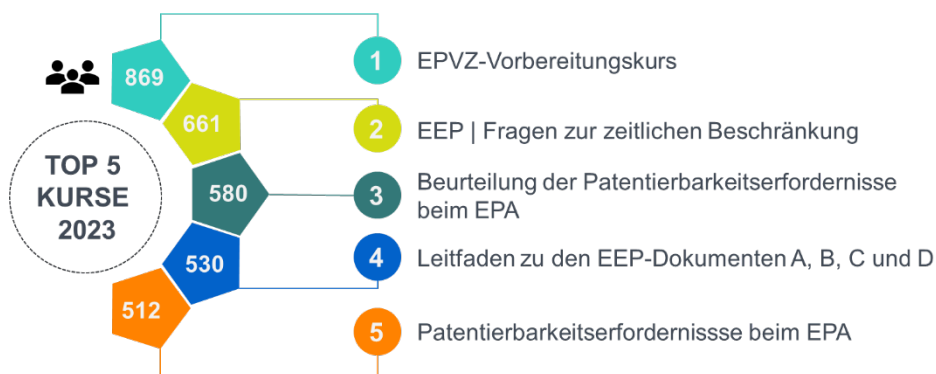 TOP 5
KURSE
2023
869
1
EPVZ-Vorbereitungskurs
661
2
EEP | Fragen zur zeitlichen Beschränkung
580
3
Beurteilung der Patentierbarkeitserfordernisse
beim EPA
530
4
Leitfaden zu den EEP-Dokumenten A, B, C und D
512
5
Patentierbarkeitserfordernissse beim EPA